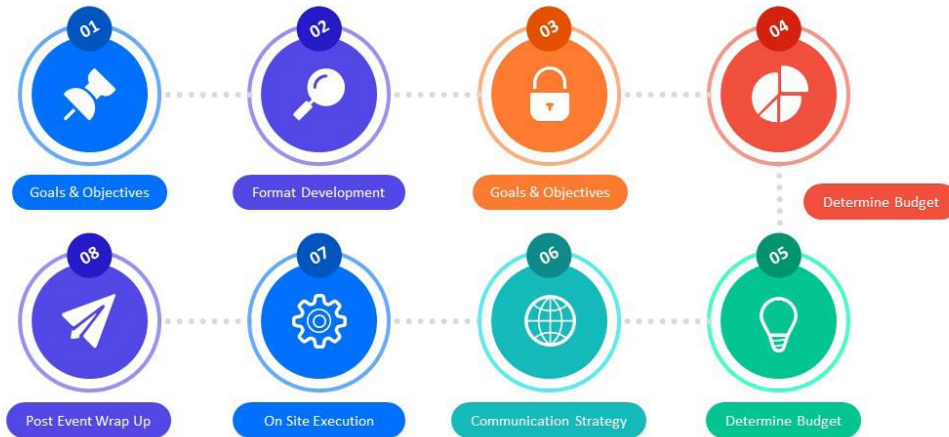 01
02
03
04
Goals & Objectives
Format Development
Goals & Objectives
Determine Budget
08
07
06
05
Post Event Wrap Up
On Site Execution
Communication Strategy
Determine Budget